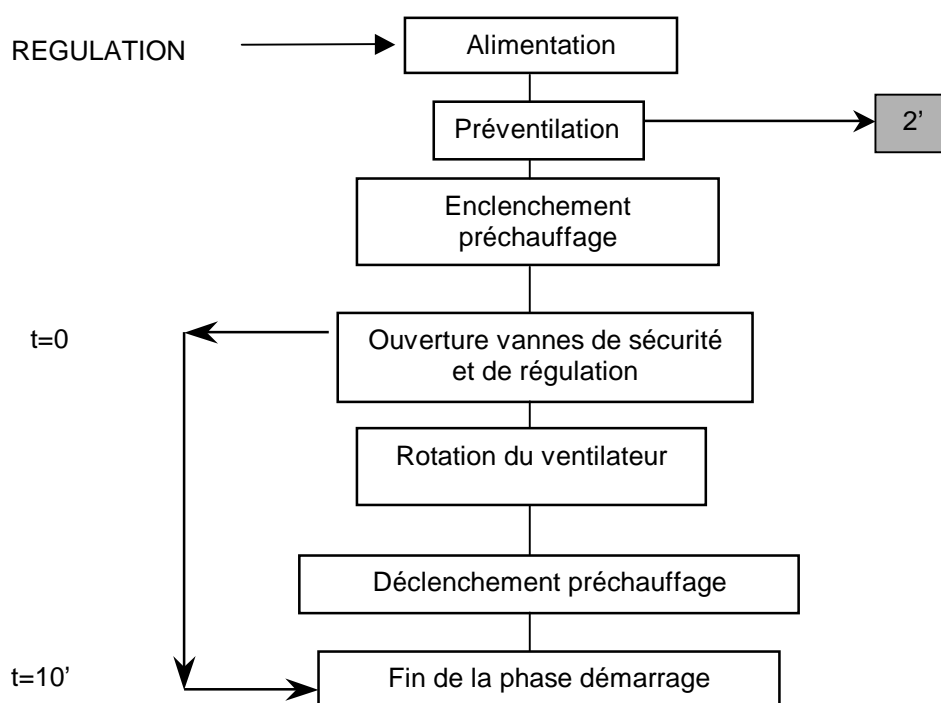 REGULATION
Alimentation
Préventilation
2’
Enclenchement
préchauffage
t=0
Ouverture vannes de sécurité
et de régulation
Rotation du ventilateur
Déclenchement préchauffage
t=10’
Fin de la phase démarrage